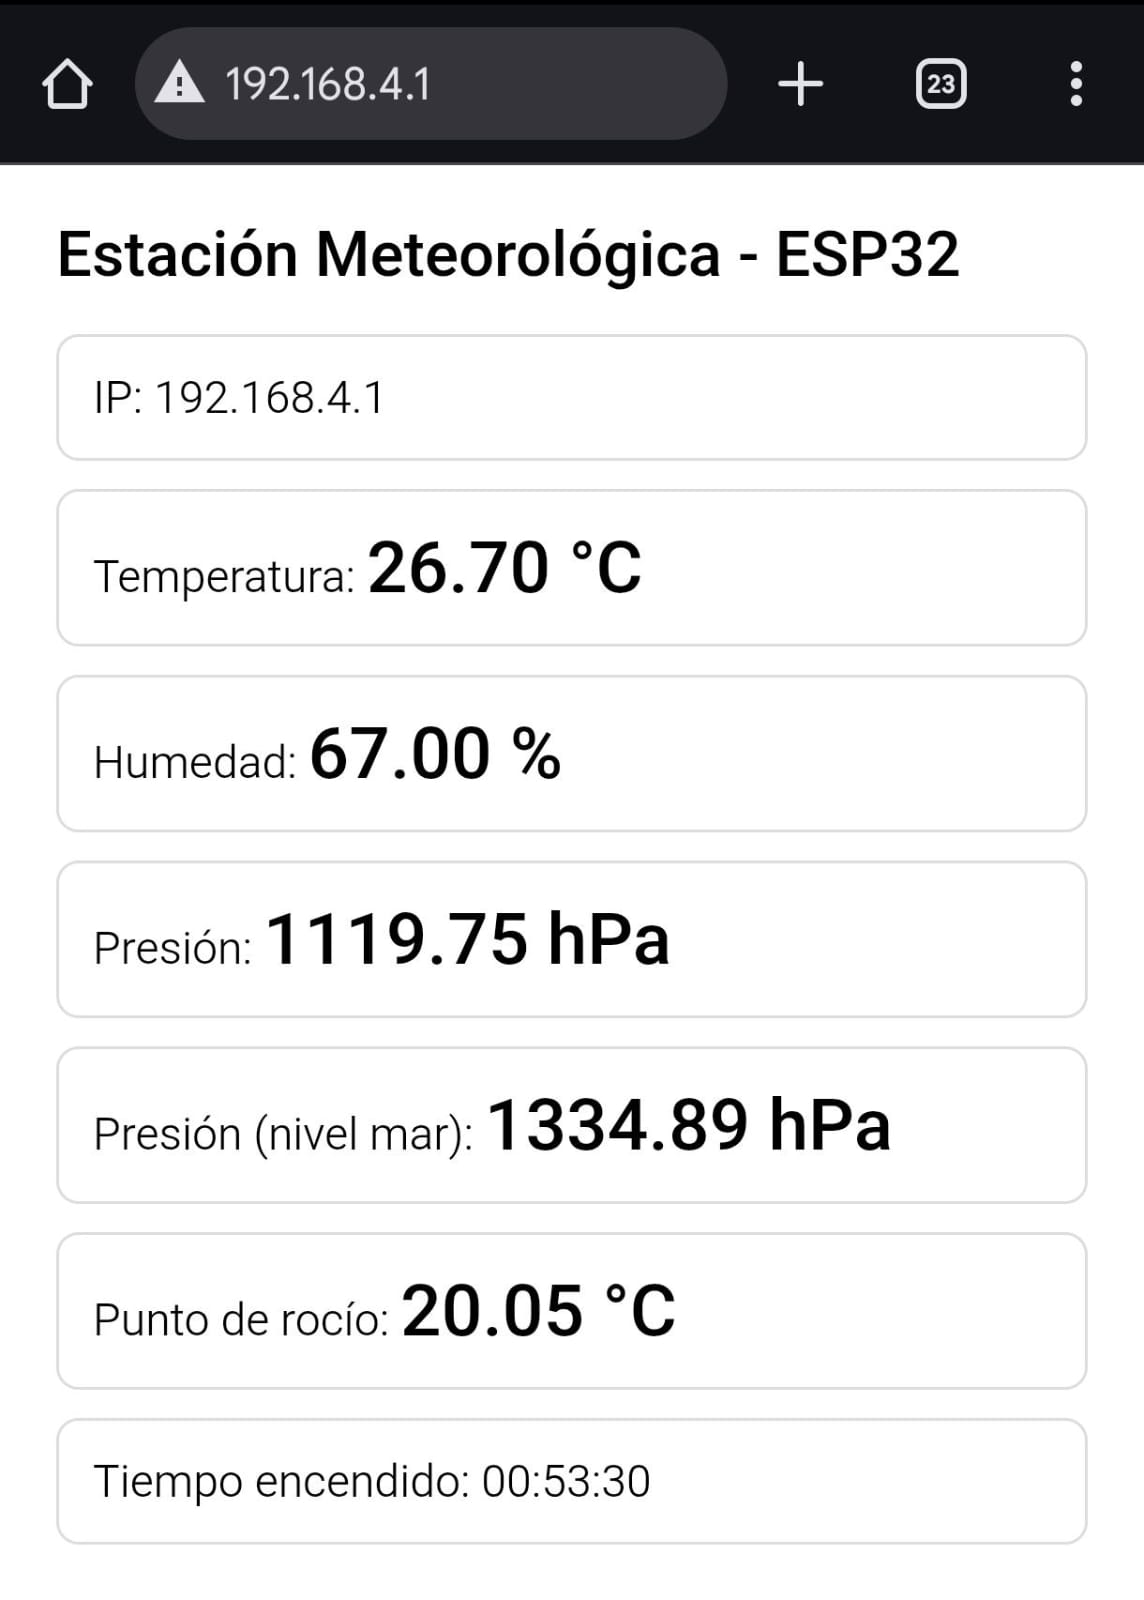 192.168.4.1
23
Estación Meteorológica - ESP32
IP: 192.168.4.1
Temperatura: 26.70 °C
Humedad: 67.00 %
Presión: 1119.75 hPa
Presión (nivel mar): 1334.89 hPa
Punto de rocío: 20.05 °C
Tiempo encendido: 00:53:30